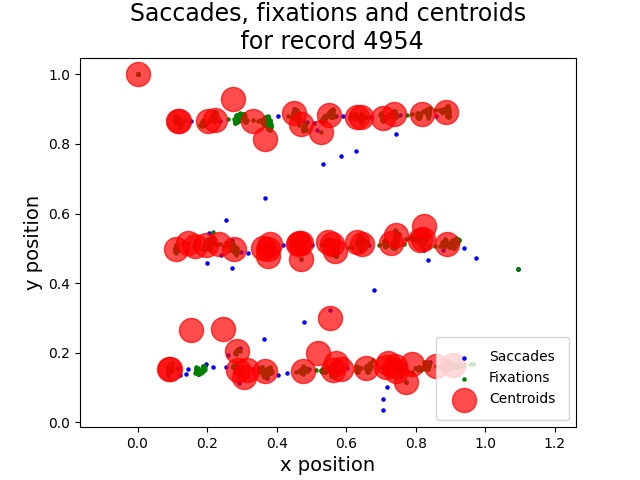 Saccades, fixations and centroids
for record 4954
y position
1.0
0.8
0.6
0.4
0.2
0.0
Saccades
Fixations
Centroids
0.0 0.2 0.4 0.6 0.8 1.0 1.2
x position